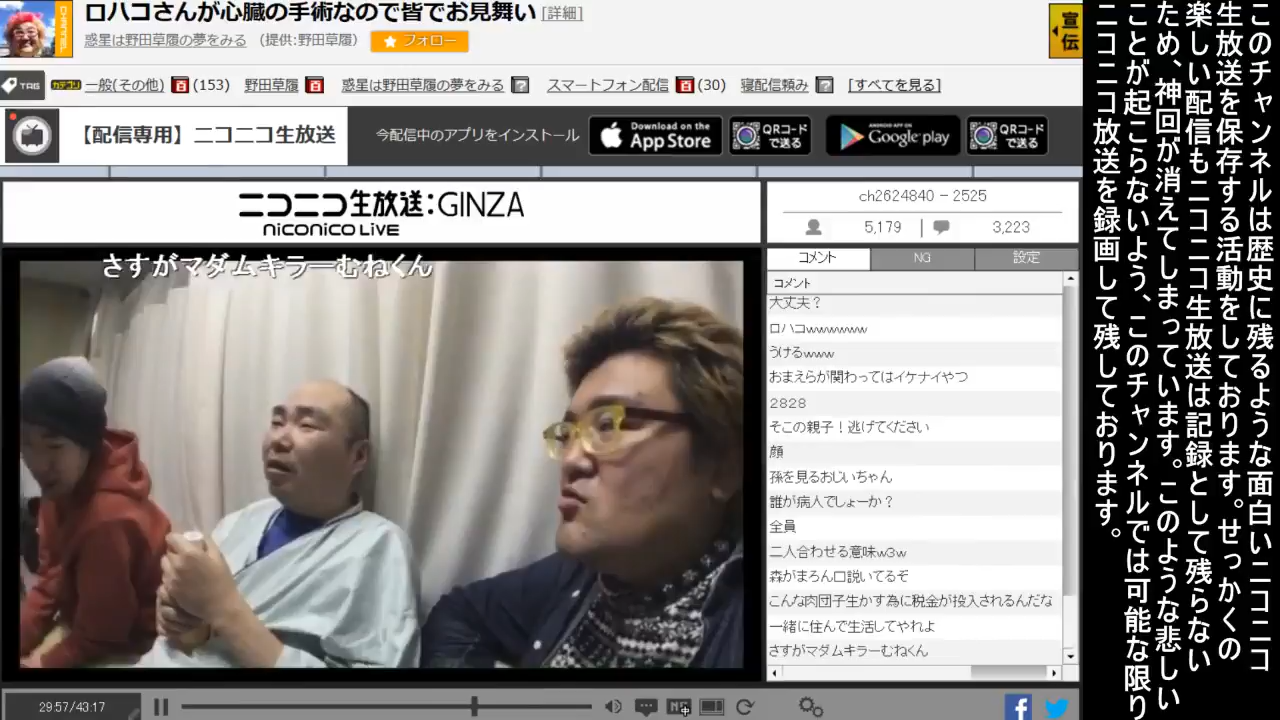 ロハコさんが心臓の手術なので皆でお見舞い [詳細]
CHANNEL
惑星は野田草履の夢をみる (提供:野田草履) ★ フォロー
宣伝
TAG カテゴリ 一般(その他) 百 (153) 野田草履 百 惑星は野田草履の夢をみる ? スマートフォン配信 百 (30) 寝配信頼み ? [すべてを見る]
【配信専用】ニコニコ生放送
今配信中のアプリをインストール
Download on the App Store
QRコードで送る
ANDROID APP ON Google play
QRコードで送る
ニコニコ生放送:GINZA
niconico Live
ch2624840 - 2525
5,179 | 3,223
コメント NG 設定
コメント
大丈夫?
ロハコwwwwww
うけるwww
おまえらが関わってはイケナイやつ
2828
そこの親子!逃げてください
顔
孫を見るおじいちゃん
誰が病人でしょーか?
全員
二人合わせる意味w3w
森がまろん口説いてるぞ
こんな肉団子生かす為に税金が投入されるんだな
一緒に住んで生活してやれよ
さすがマダムキラーむねくん
さすがマダムキラーむねくん
29:57/43:17
このチャンネルは歴史に残るような面白いニコニコ
生放送を保存する活動をしております。せっかくの
楽しい配信もニコニコ生放送は記録として残らない
ため、神回が消えてしまっています。このような悲しい
ことが起こらないよう、このチャンネルでは可能な限り
ニコニコ放送を録画して残しております。